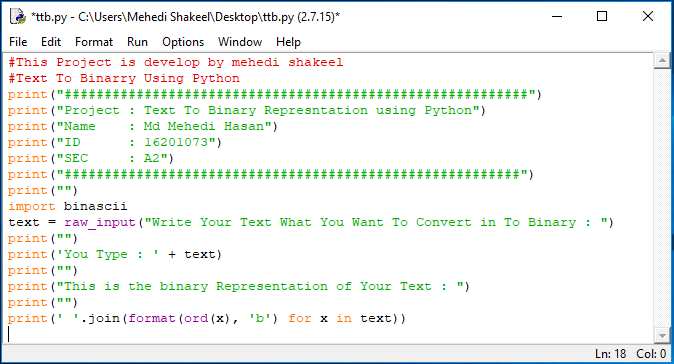 *ttb.py - C:\Users\Mehedi Shakeel\Desktop\ttb.py (2.7.15)*
File Edit Format Run Options Window Help
#This Project is develop by mehedi shakeel
#Text To Binarry Using Python
print("##########################################################")
print("Project : Text To Binary Represntation using Python")
print("Name    : Md Mehedi Hasan")
print("ID      : 16201073")
print("SEC     : A2")
print("#########################################################")
print("")
import binascii
text = raw_input("Write Your Text What You Want To Convert in To Binary : ")
print("")
print('You Type : ' + text)
print("")
print("This is the binary Representation of Your Text : ")
print("")
print(' '.join(format(ord(x), 'b') for x in text))
Ln: 18 Col: 0